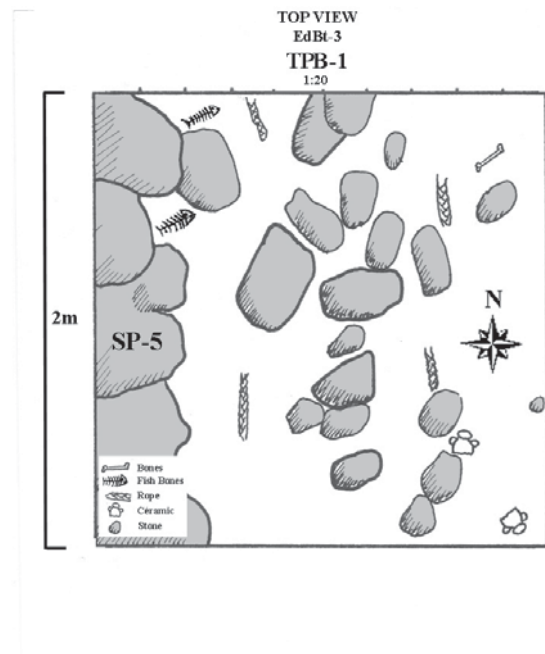 TOP VIEW
EdBt-3
TPB-1
1:20
N
2m
SP-5
Bones
Fish Bones
Rope
Ceramic
Stone